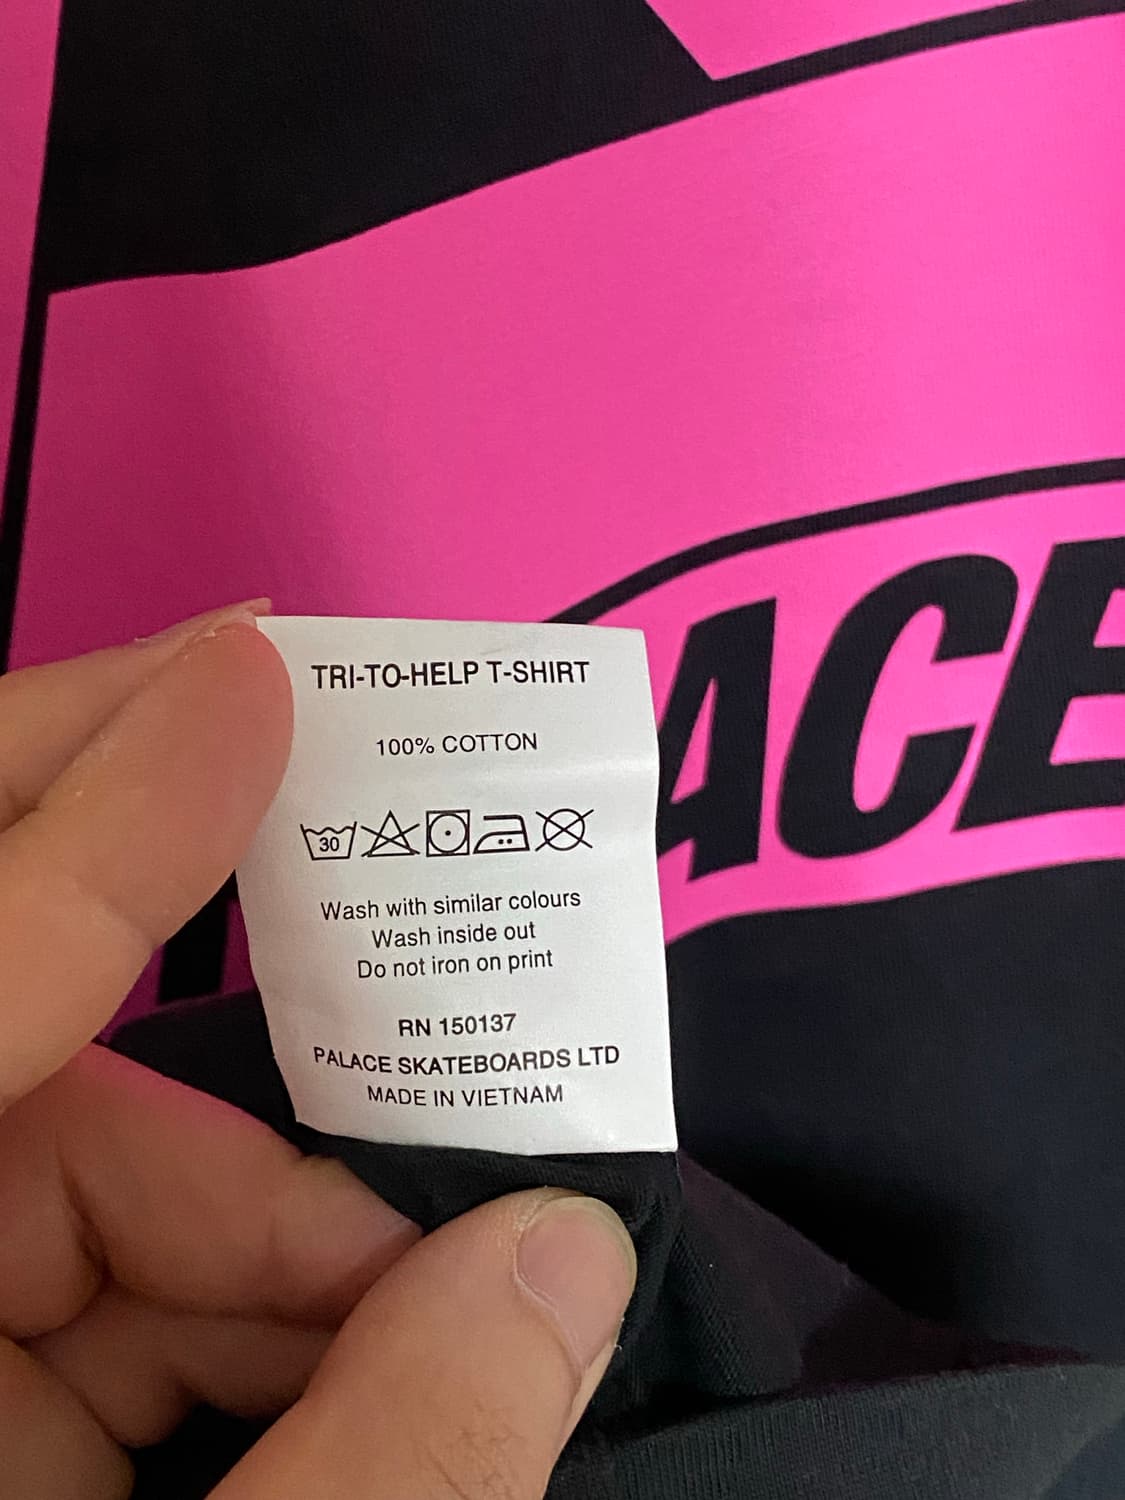 TRI-TO-HELP T-SHIRT
100% COTTON
30
Wash with similar colours
Wash inside out
Do not iron on print
RN 150137
PALACE SKATEBOARDS LTD
MADE IN VIETNAM
ACE